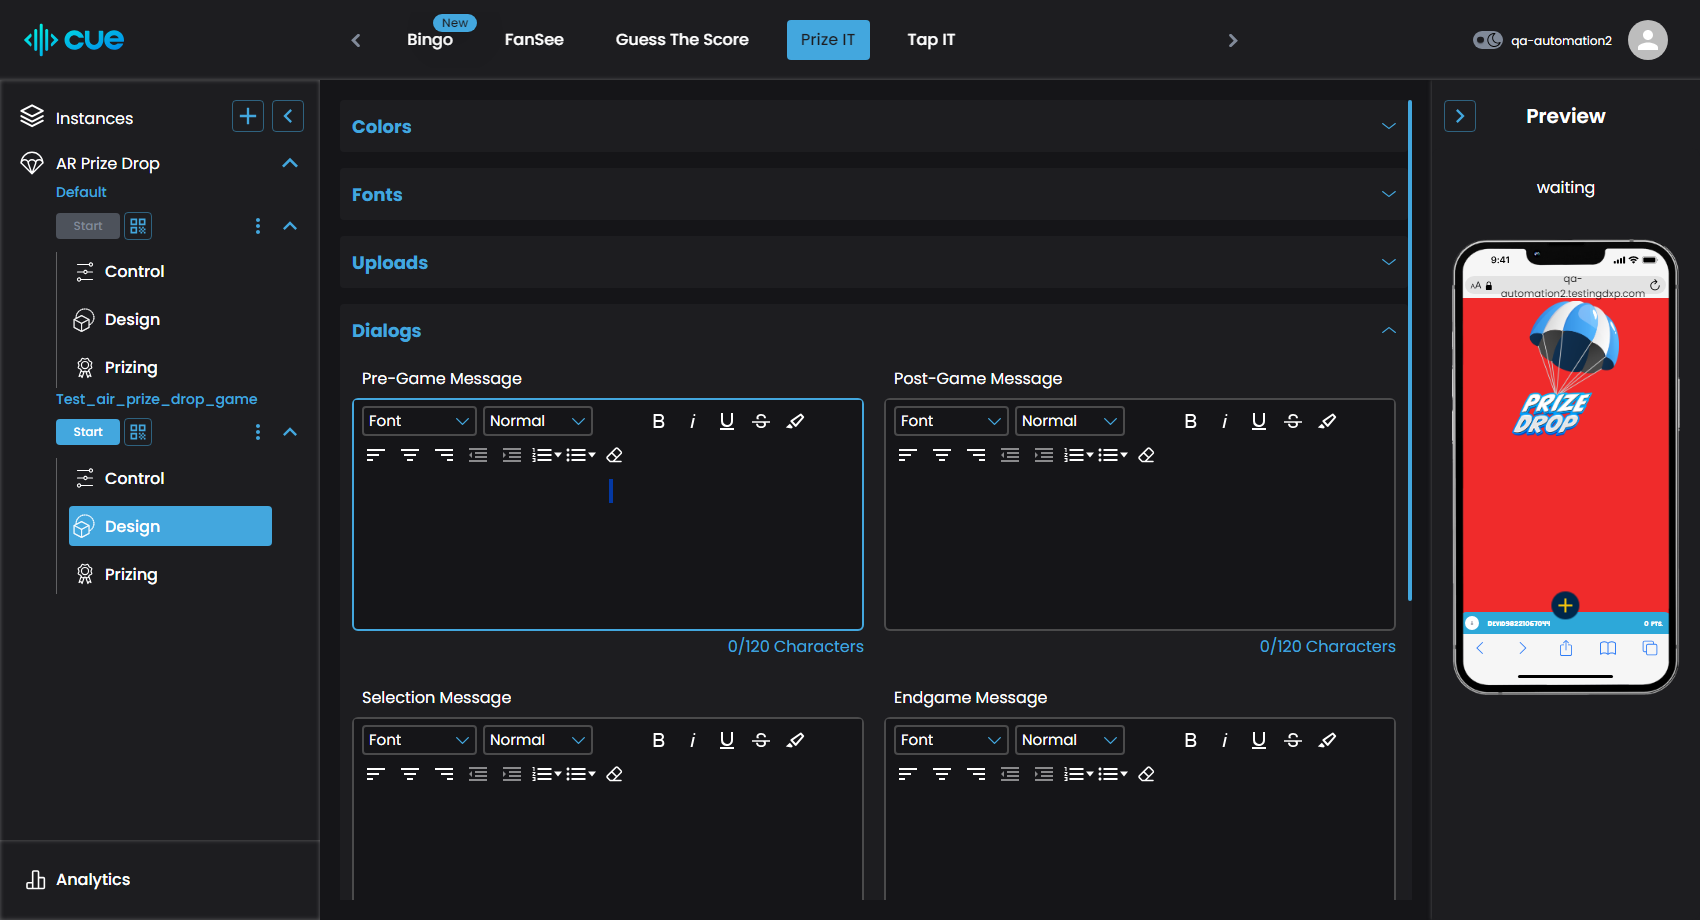 cue
Bingo
New
FanSee
Guess The Score
Prize IT
Tap IT
qa-automation2
Instances
AR Prize Drop
Default
Start
Control
Design
Prizing
Test_air_prize_drop_game
Start
Control
Design
Prizing
Analytics
Colors
Fonts
Uploads
Dialogs
Pre-Game Message
Font Normal B i U S
0/120 Characters
Post-Game Message
Font Normal B i U S
0/120 Characters
Selection Message
Font Normal B i U S
Endgame Message
Font Normal B i U S
Preview
waiting
9:41
AA
qa-
automation2.testingdxp.com
PRIZE
DROP
0 PTS.